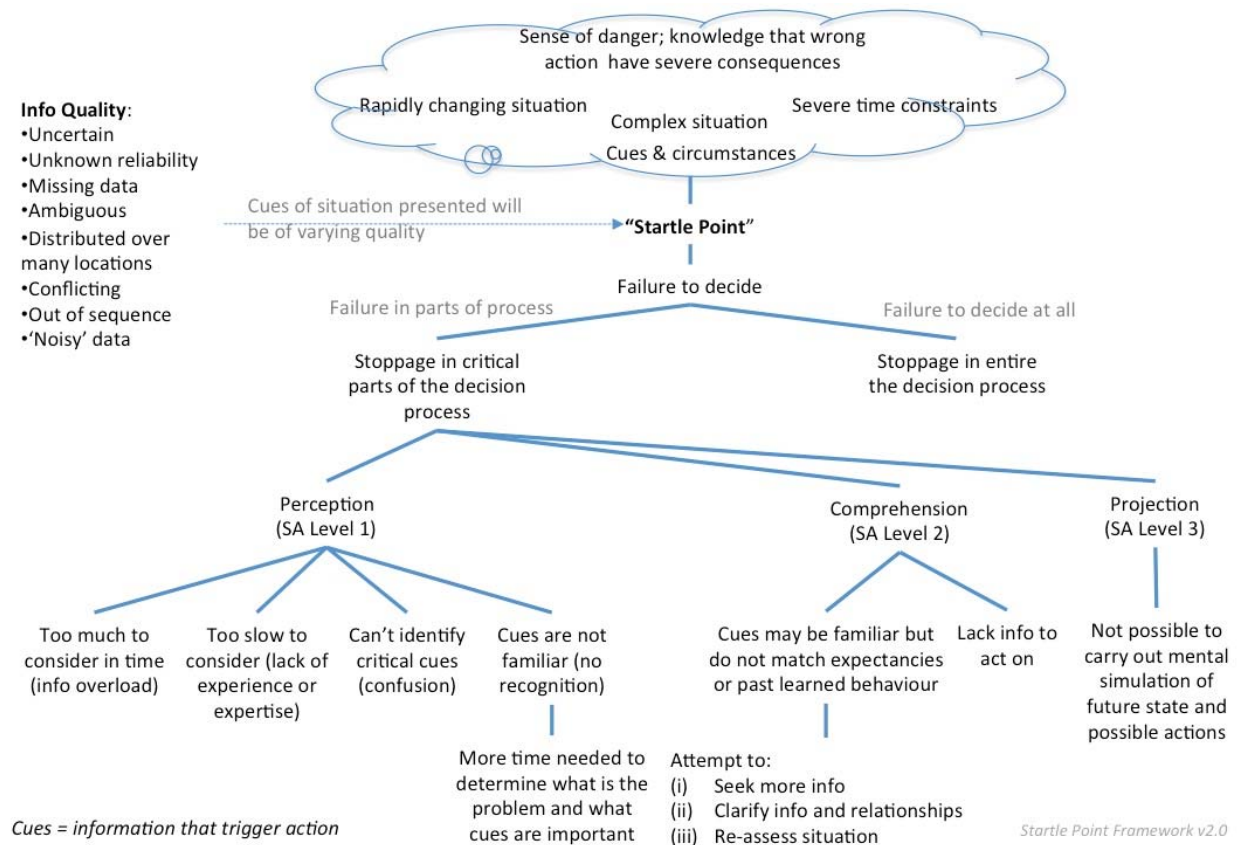 Sense of danger; knowledge that wrong
action have severe consequences
Rapidly changing situation
Severe time constraints
Complex situation
Cues & circumstances
Info Quality:
•Uncertain
•Unknown reliability
•Missing data
•Ambiguous
•Distributed over
many locations
•Conflicting
•Out of sequence
•‘Noisy’ data
Cues of situation presented will
be of varying quality
“Startle Point”
Failure to decide
Failure in parts of process
Failure to decide at all
Stoppage in critical
parts of the decision
process
Stoppage in entire
the decision process
Perception
(SA Level 1)
Comprehension
(SA Level 2)
Projection
(SA Level 3)
Too much to
consider in time
(info overload)
Too slow to
consider (lack of
experience or
expertise)
Can’t identify
critical cues
(confusion)
Cues are not
familiar (no
recognition)
Cues may be familiar but
do not match expectancies
or past learned behaviour
Lack info to
act on
Not possible to
carry out mental
simulation of
future state and
possible actions
More time needed to
determine what is the
problem and what
cues are important
Attempt to:
(i) Seek more info
(ii) Clarify info and relationships
(iii) Re-assess situation
Cues = information that trigger action
Startle Point Framework v2.0